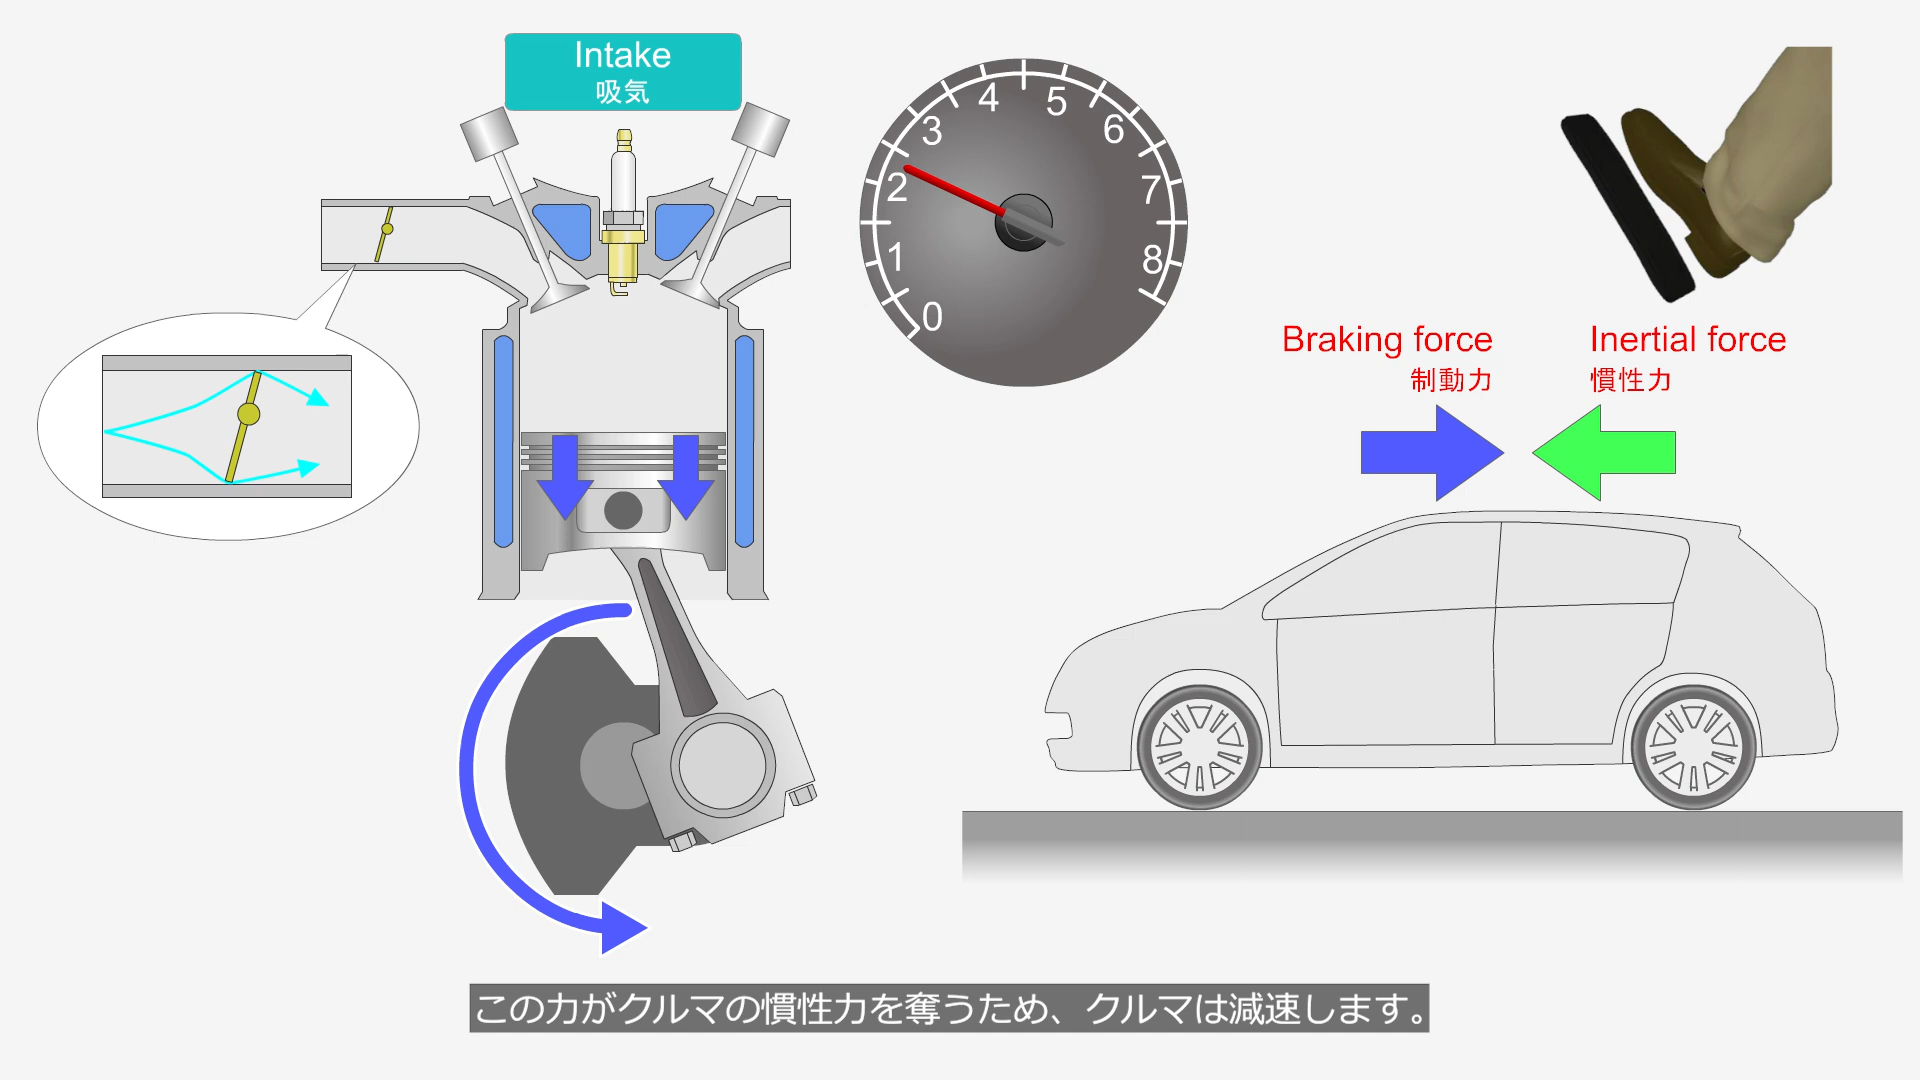 Intake
吸気
0
1
2
3
4
5
6
7
8
Braking force
制動力
Inertial force
慣性力
この力がクルマの慣性力を奪うため、クルマは減速します。